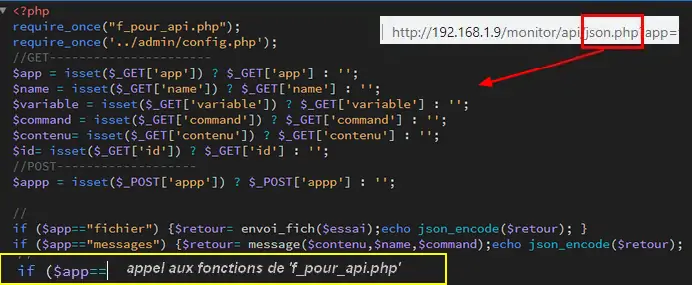 <?php
require_once("f_pour_api.php");
require_once('../admin/config.php');
http://192.168.1.9/monitor/api/json.php?app=
//GET-----------------------
$app = isset($_GET['app']) ? $_GET['app'] : '';
$name = isset($_GET['name']) ? $_GET['name'] : '';
$variable = isset($_GET['variable']) ? $_GET['variable'] : '';
$command = isset($_GET['command']) ? $_GET['command'] : '';
$contenu= isset($_GET['contenu']) ? $_GET['contenu'] : '';
$id= isset($_GET['id']) ? $_GET['id'] : '';
//POST--------------------
$appp = isset($_POST['appp']) ? $_POST['appp'] : '';
//
if ($app=="fichier") {$retour= envoi_fich($essai);echo json_encode($retour); }
if ($app=="messages") {$retour= message($contenu,$name,$command);echo json_encode($retour);
if ($app== appel aux fonctions de 'f_pour_api.php'